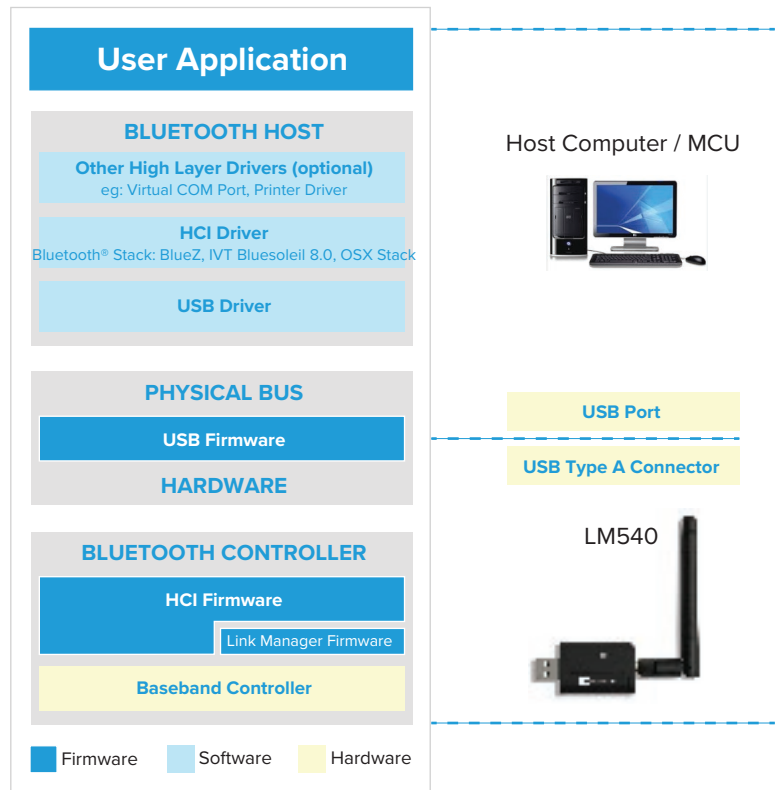 User Application
BLUETOOTH HOST
Other High Layer Drivers (optional)
eg: Virtual COM Port, Printer Driver
HCI Driver
Bluetooth® Stack: BlueZ, IVT Bluesoleil 8.0, OSX Stack
USB Driver
PHYSICAL BUS
USB Firmware
HARDWARE
BLUETOOTH CONTROLLER
HCI Firmware
Link Manager Firmware
Baseband Controller
Firmware
Software
Hardware
Host Computer / MCU
USB Port
USB Type A Connector
LM540